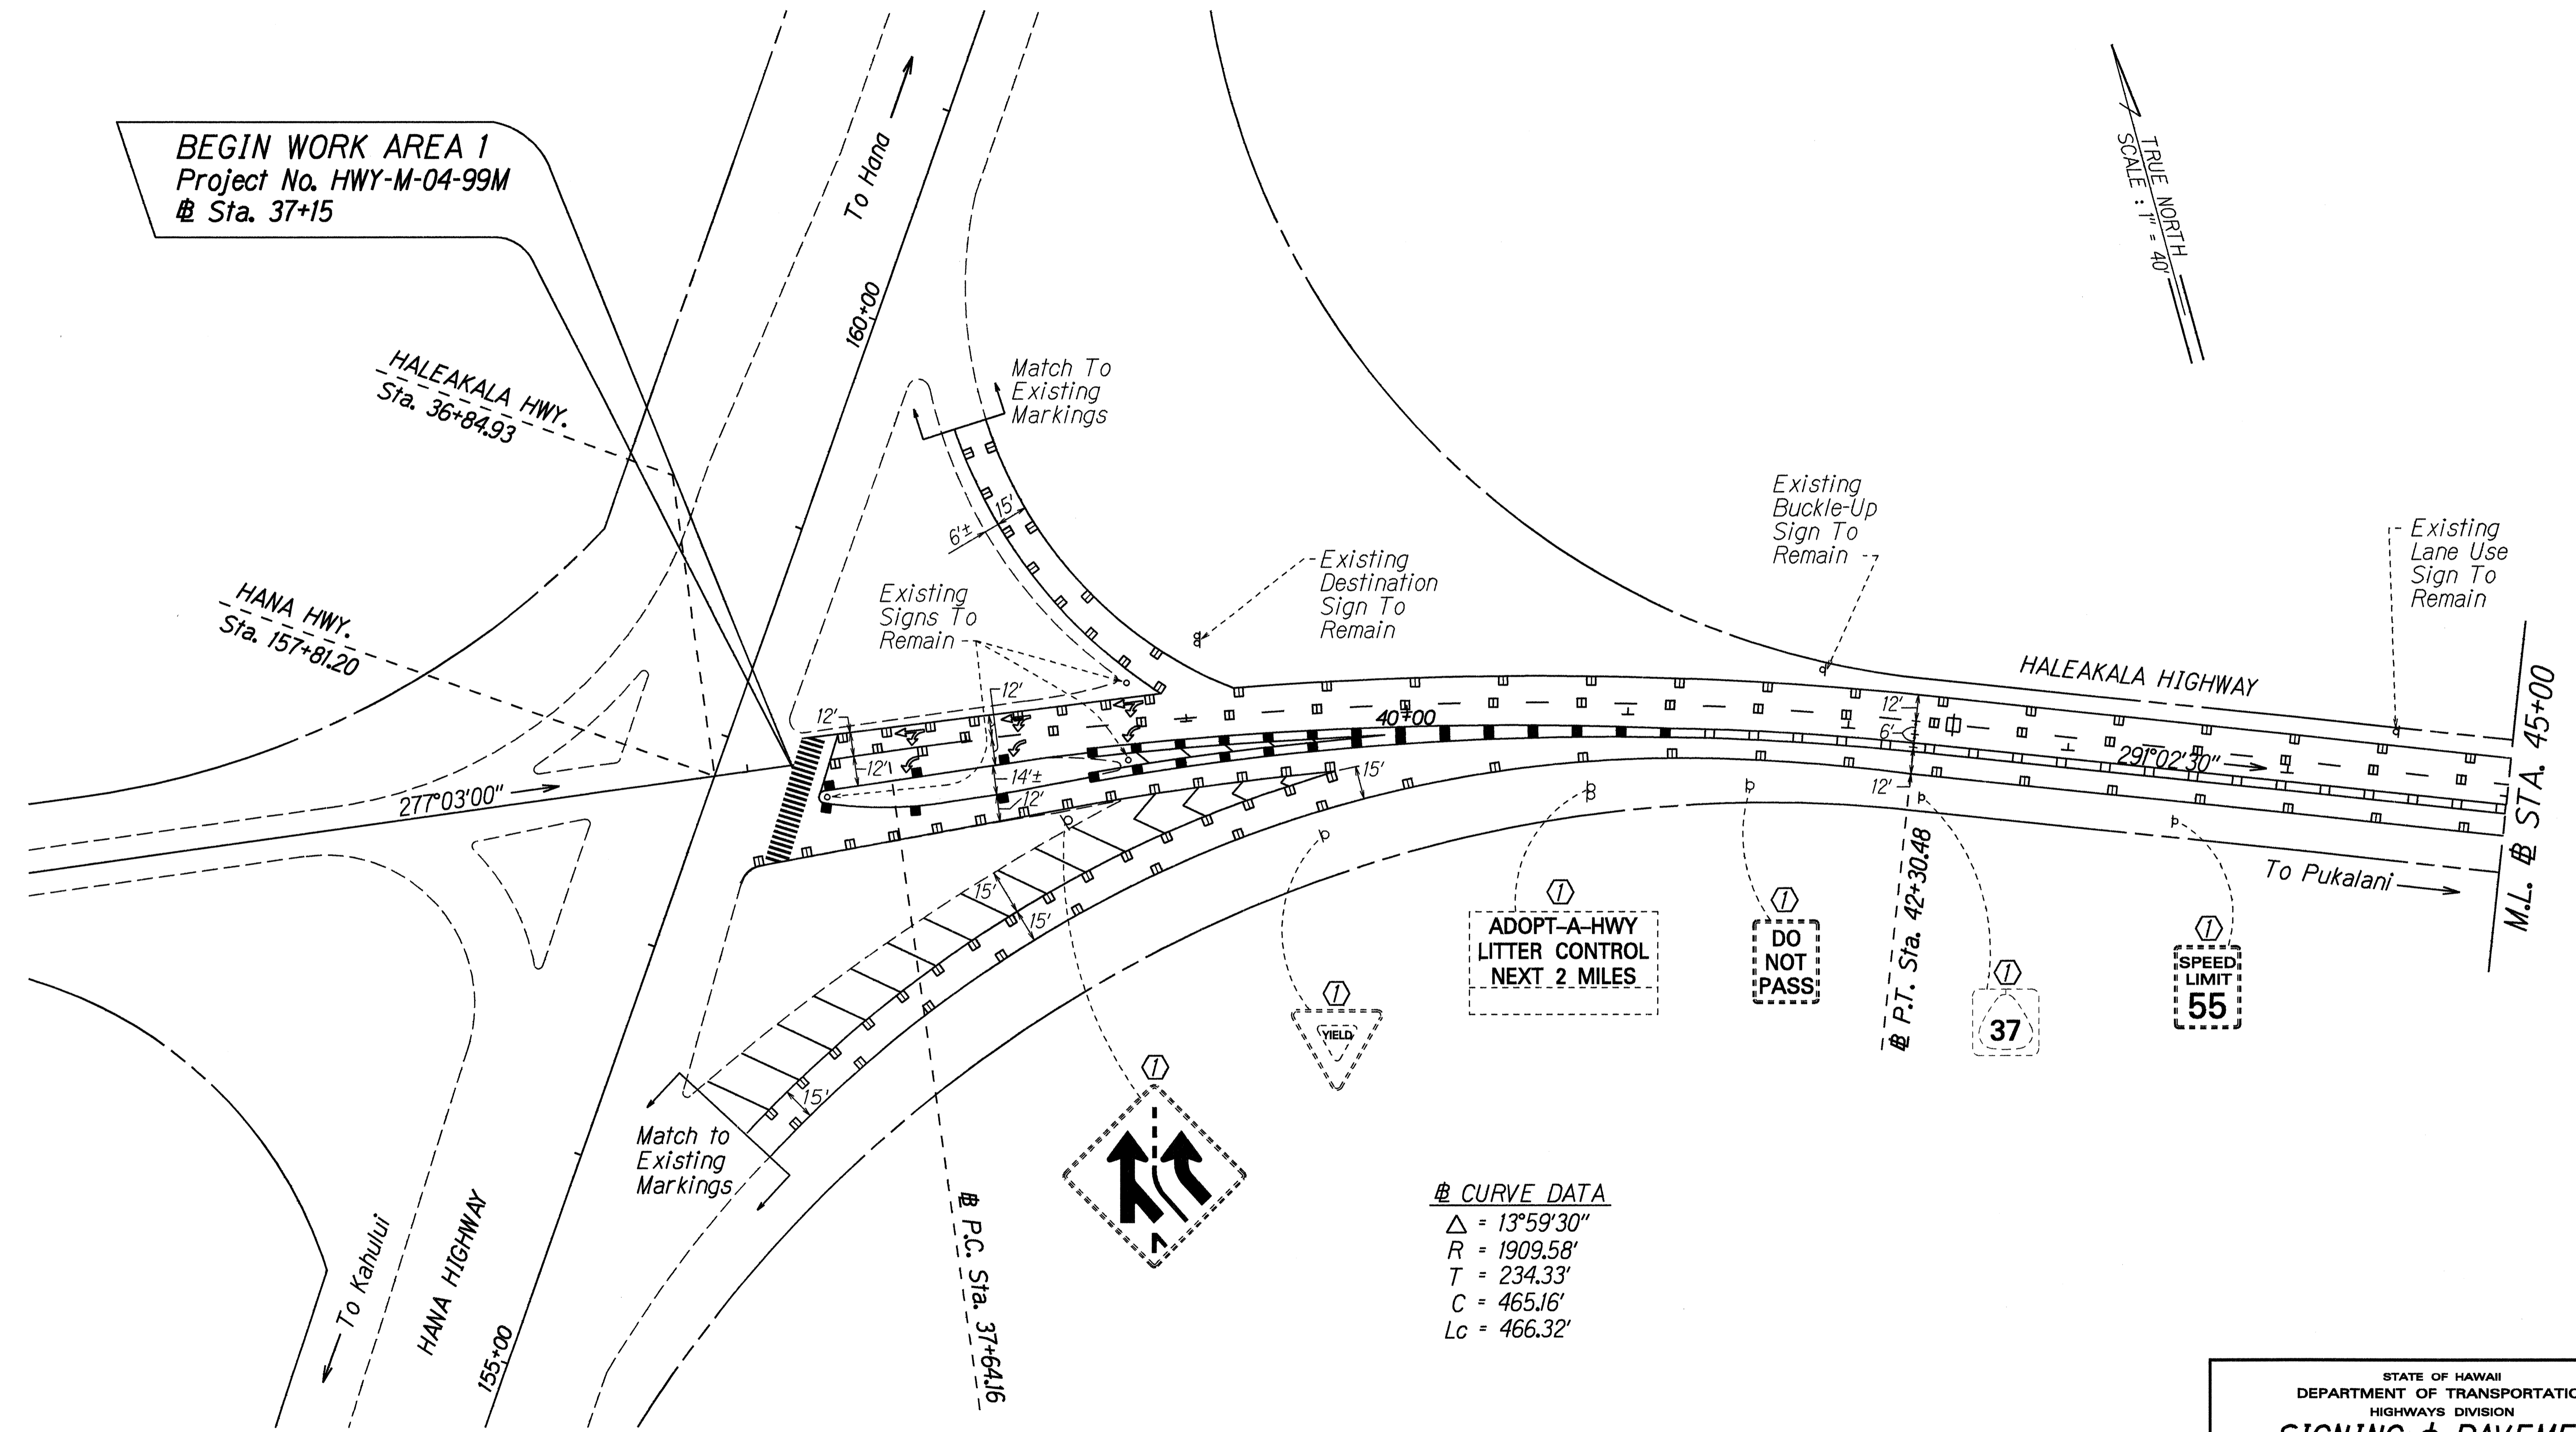 BEGIN WORK AREA 1
Project No. HWY-M-04-99M
℄ Sta. 37+15
To Hana
160+00
TRUE NORTH
SCALE : 1" = 40'
HALEAKALA HWY.
Sta. 36+84.93
Match To
Existing
Markings
15'
6'±
HANA HWY.
Sta. 157+81.20
Existing
Signs To
Remain
Existing
Destination
Sign To
Remain
Existing
Buckle-Up
Sign To
Remain
Existing
Lane Use
Sign To
Remain
HALEAKALA HIGHWAY
M.L. ℄ STA. 45+00
12'
12'
12'
14'±
12'
40+00
15'
12'
6'
12'
291°02'30"
277°03'00"
To Pukalani
15'
15'
15'
1
ADOPT-A-HWY
LITTER CONTROL
NEXT 2 MILES
1
DO
NOT
PASS
℄ P.T. Sta. 42+30.48
1
37
1
SPEED
LIMIT
55
1
YIELD
1
Match to
Existing
Markings
To Kahului
HANA HIGHWAY
155+00
℄ P.C. Sta. 37+64.16
℄ CURVE DATA
Δ = 13°59'30"
R = 1909.58'
T = 234.33'
C = 465.16'
Lc = 466.32'
STATE OF HAWAII
DEPARTMENT OF TRANSPORTATIO
HIGHWAYS DIVISION